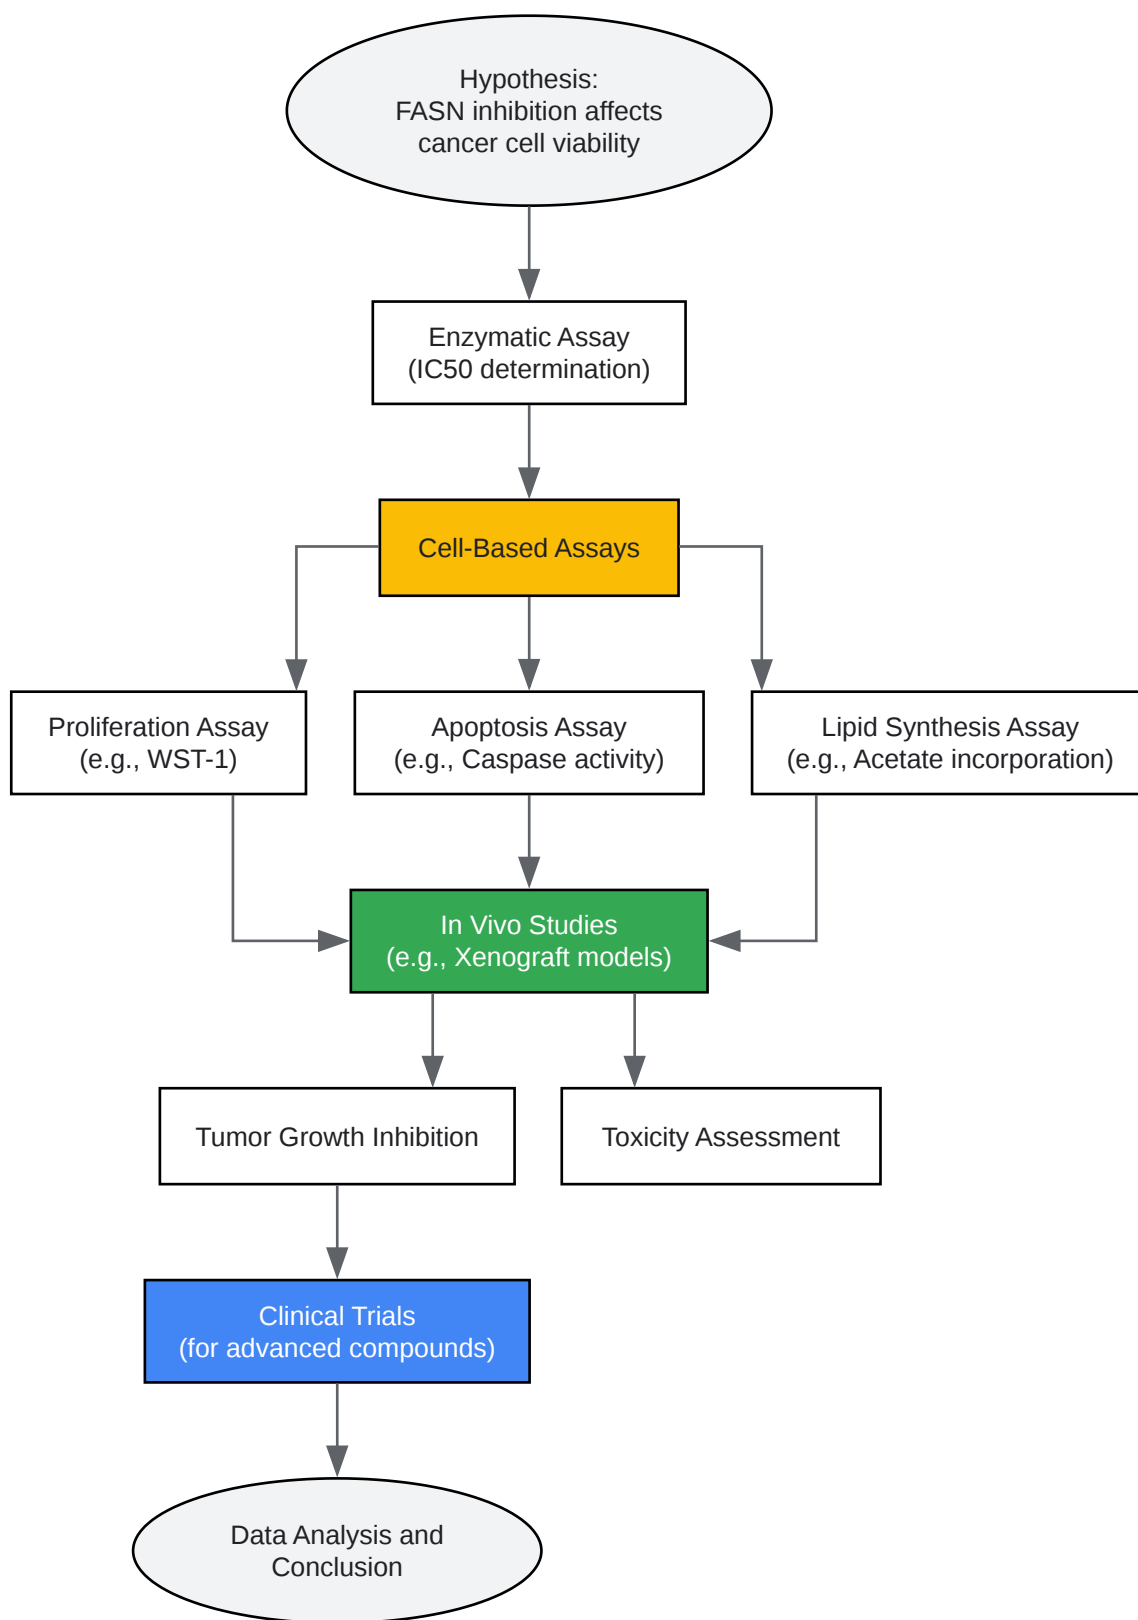 Hypothesis:
FASN inhibition affects
cancer cell viability
Enzymatic Assay
(IC50 determination)
Cell-Based Assays
Proliferation Assay
(e.g., WST-1)
Apoptosis Assay
(e.g., Caspase activity)
Lipid Synthesis Assay
(e.g., Acetate incorporation)
In Vivo Studies
(e.g., Xenograft models)
Tumor Growth Inhibition
Toxicity Assessment
Clinical Trials
(for advanced compounds)
Data Analysis and
Conclusion